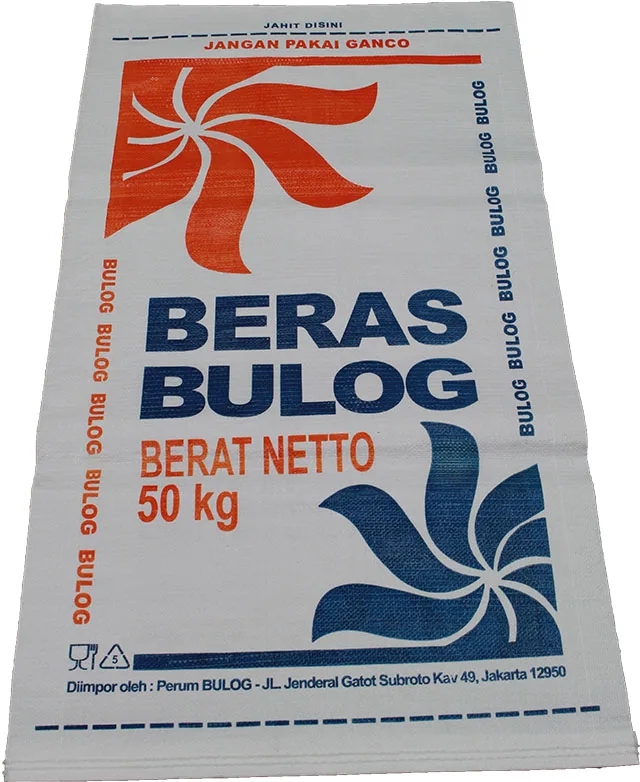 JAHIT DISINI
JANGAN PAKAI GANCO
BULOG BULOG BULOG BULOG BULOG
BERAS
BULOG
BERAT NETTO
50 kg
BULOG BULOG BULOG BULOG BULOG
5
Diimpor oleh : Perum BULOG - JL. Jenderal Gatot Subroto Kav 49, Jakarta 12950